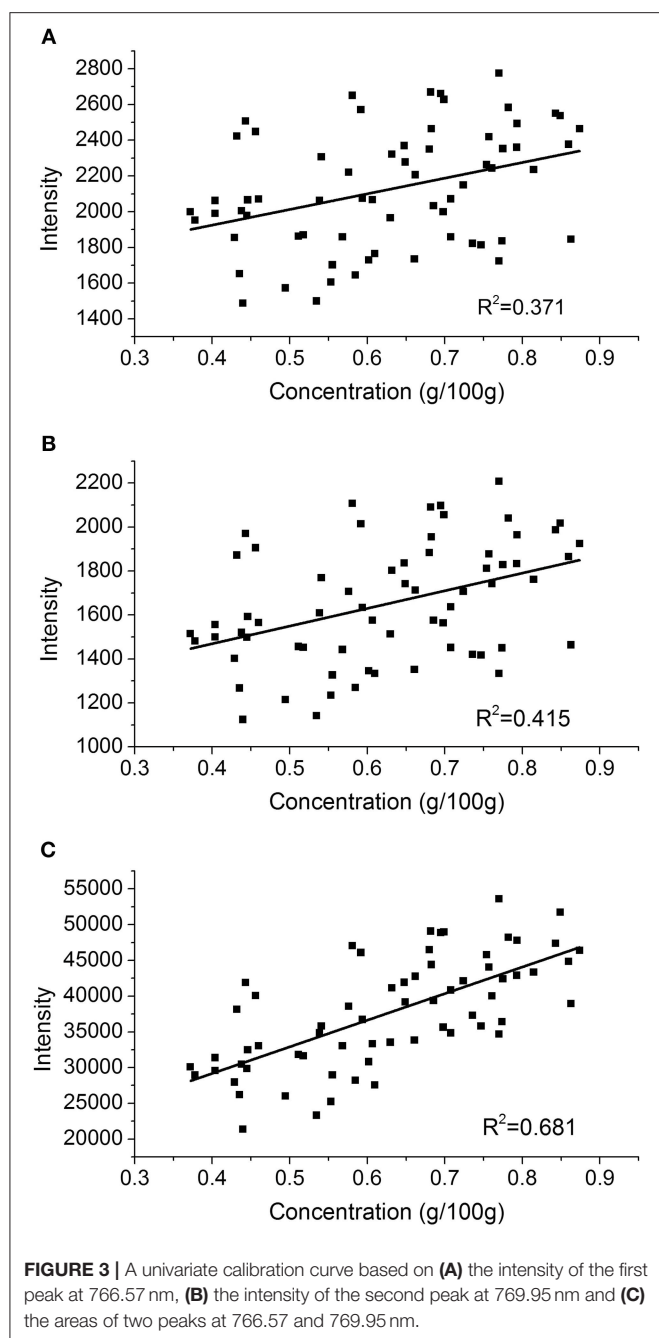 A
2800
2600
2400
2200
2000
1800
1600
1400
Intensity
R²=0.371
0.3 0.4 0.5 0.6 0.7 0.8 0.9
Concentration (g/100g)
B
2200
2000
1800
1600
1400
1200
1000
Intensity
R²=0.415
0.3 0.4 0.5 0.6 0.7 0.8 0.9
Concentration (g/100g)
C
55000
50000
45000
40000
35000
30000
25000
20000
Intensity
R²=0.681
0.3 0.4 0.5 0.6 0.7 0.8 0.9
Concentration (g/100g)
FIGURE 3 | A univariate calibration curve based on (A) the intensity of the first
peak at 766.57 nm, (B) the intensity of the second peak at 769.95 nm and (C)
the areas of two peaks at 766.57 and 769.95 nm.